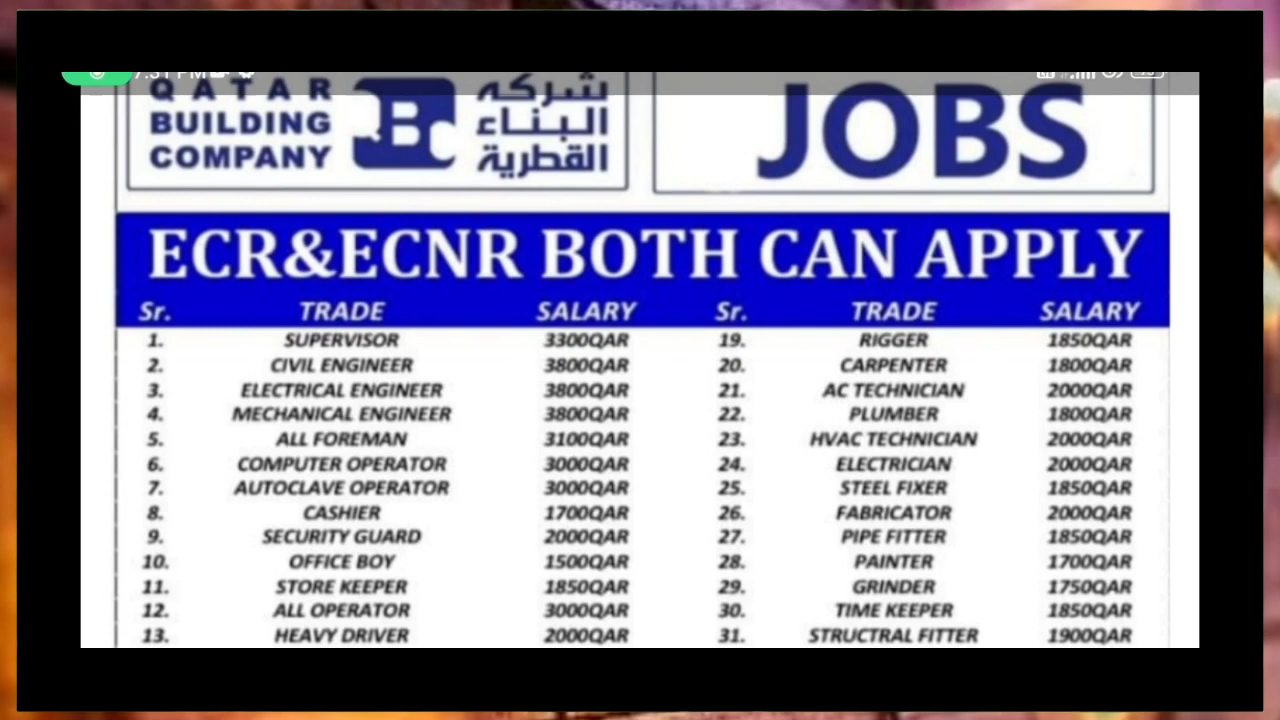 7:31 PM
QATAR
BUILDING
COMPANY
شركة
البناء
القطرية
JOBS
ECR&ECNR BOTH CAN APPLY
Sr. TRADE SALARY Sr. TRADE SALARY
1. SUPERVISOR 3300QAR 19. RIGGER 1850QAR
2. CIVIL ENGINEER 3800QAR 20. CARPENTER 1800QAR
3. ELECTRICAL ENGINEER 3800QAR 21. AC TECHNICIAN 2000QAR
4. MECHANICAL ENGINEER 3800QAR 22. PLUMBER 1800QAR
5. ALL FOREMAN 3100QAR 23. HVAC TECHNICIAN 2000QAR
6. COMPUTER OPERATOR 3000QAR 24. ELECTRICIAN 2000QAR
7. AUTOCLAVE OPERATOR 3000QAR 25. STEEL FIXER 1850QAR
8. CASHIER 1700QAR 26. FABRICATOR 2000QAR
9. SECURITY GUARD 2000QAR 27. PIPE FITTER 1850QAR
10. OFFICE BOY 1500QAR 28. PAINTER 1700QAR
11. STORE KEEPER 1850QAR 29. GRINDER 1750QAR
12. ALL OPERATOR 3000QAR 30. TIME KEEPER 1850QAR
13. HEAVY DRIVER 2000QAR 31. STRUCTRAL FITTER 1900QAR